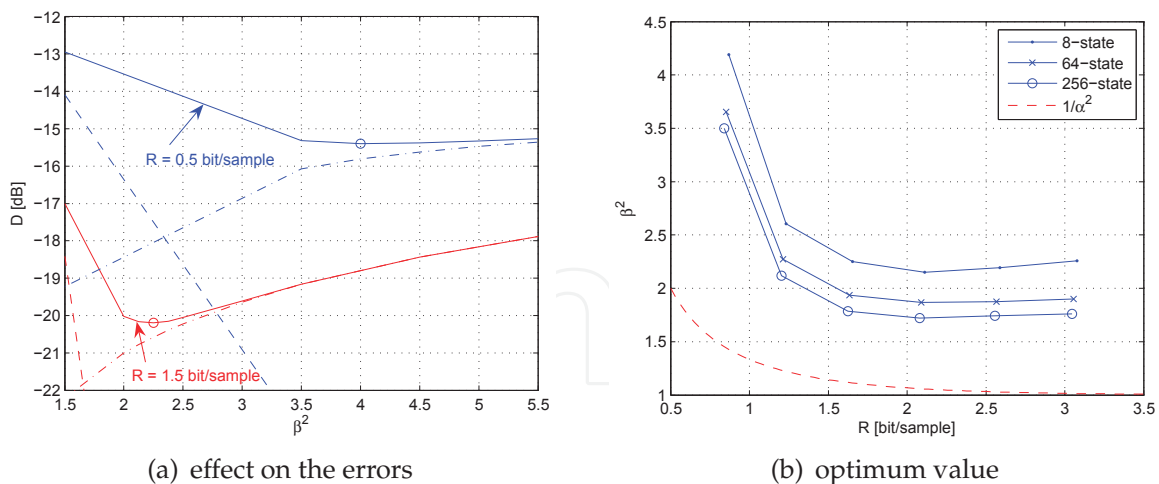 −12
−13
−14
−15
−16
−17
−18
−19
−20
−21
−22
D [dB]
R = 0.5 bit/sample
R = 1.5 bit/sample
1.5 2 2.5 3 3.5 4 4.5 5 5.5
β²
(a) effect on the errors
4.5
4
3.5
3
2.5
2
1.5
1
β²
8−state
64−state
256−state
1/α²
0.5 1 1.5 2 2.5 3 3.5
R [bit/sample]
(b) optimum value